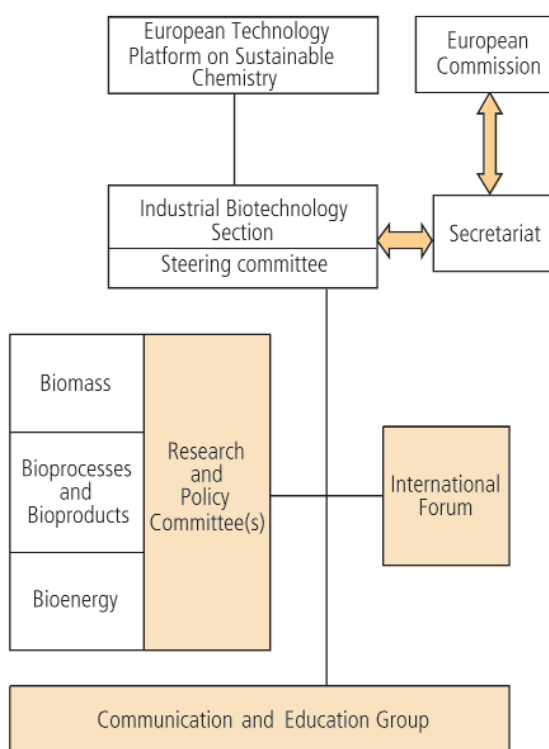 European Technology
Platform on Sustainable
Chemistry
European
Commission
Industrial Biotechnology
Section
Steering committee
Secretariat
Biomass
Bioprocesses
and
Bioproducts
Bioenergy
Research
and
Policy
Committee(s)
International
Forum
Communication and Education Group